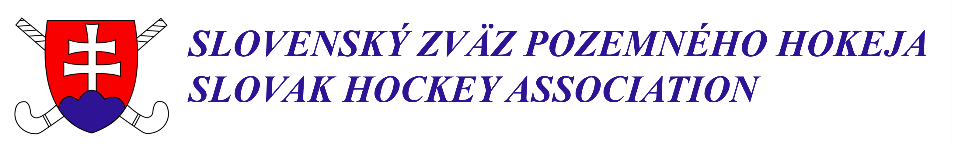 SLOVENSKÝ ZVÄZ POZEMNÉHO HOKEJA
SLOVAK HOCKEY ASSOCIATION